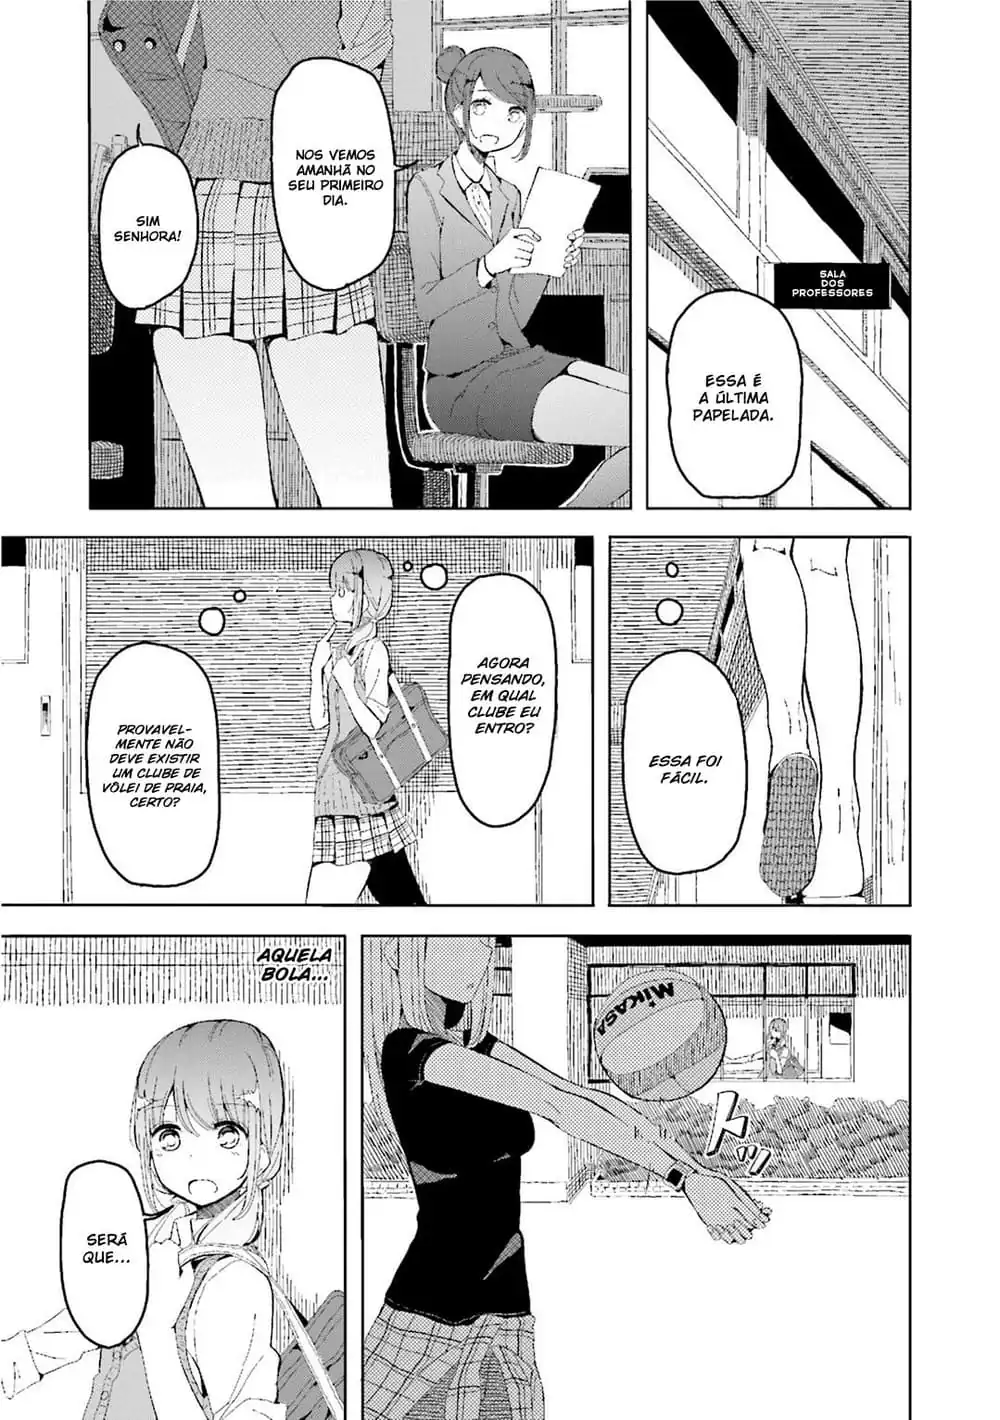 SALA
DOS
PROFESSORES
ESSA É
A ÚLTIMA
PAPELADA.
NOS VEMOS
AMANHÃ NO
SEU PRIMEIRO
DIA.
SIM
SENHORA!
ESSA FOI
FÁCIL.
AGORA
PENSANDO,
EM QUAL
CLUBE EU
ENTRO?
PROVAVEL-
MENTE NÃO
DEVE EXISTIR
UM CLUBE DE
VÔLEI DE PRAIA,
CERTO?
MIKASA
トッ
AQUELA
BOLA...
SERÁ
QUE...